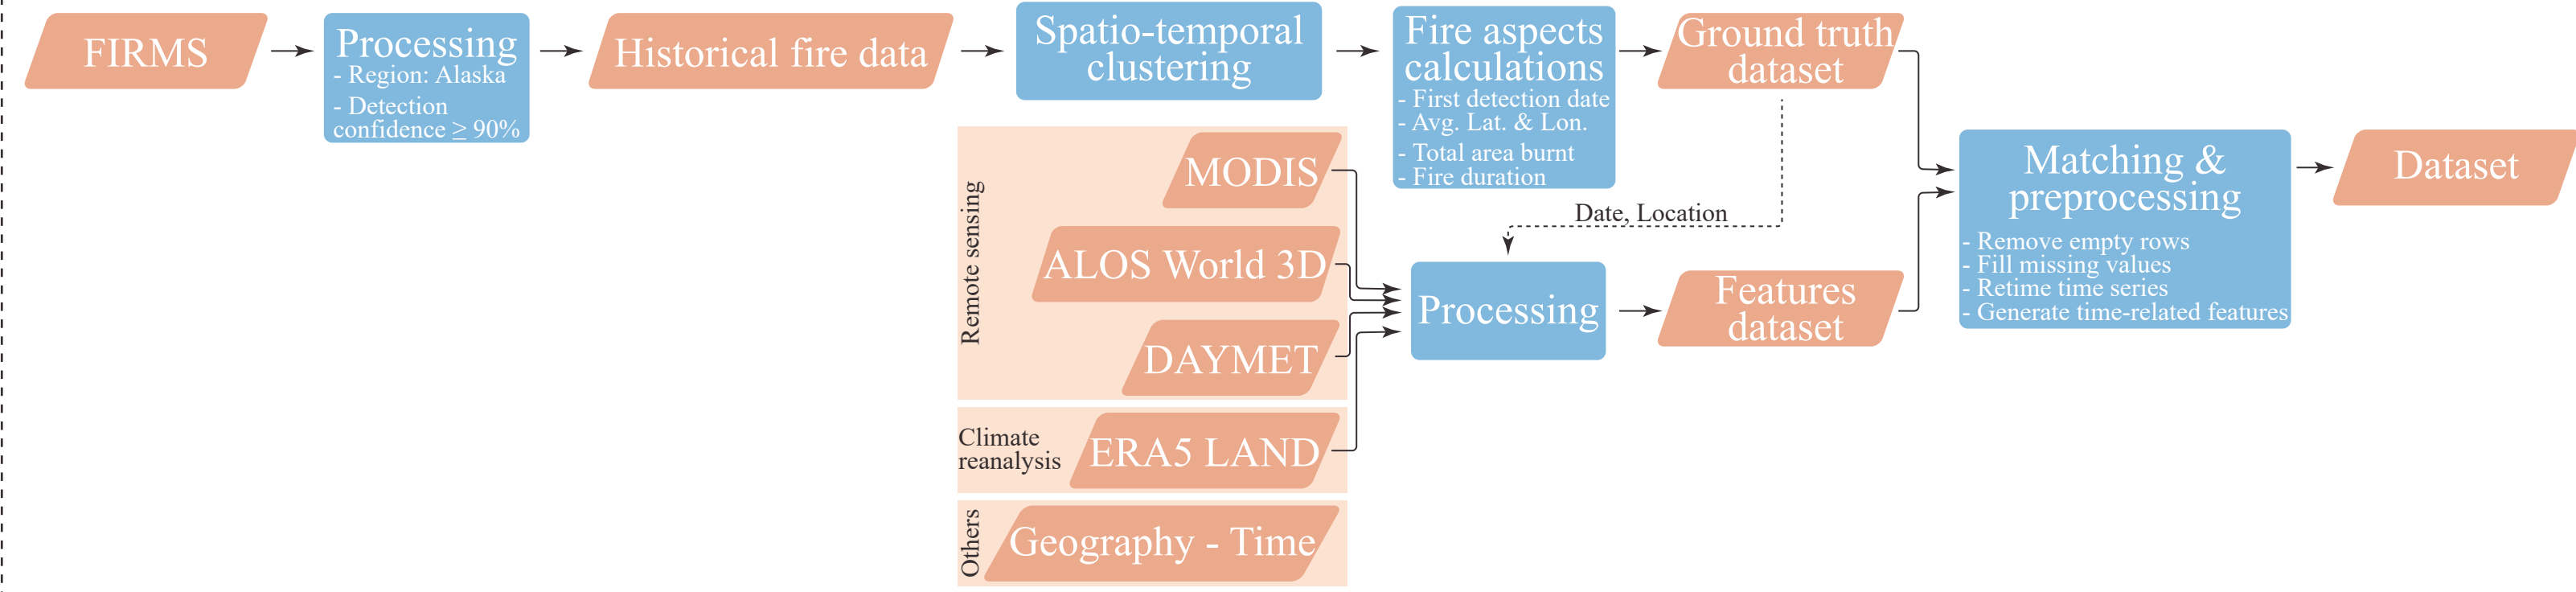 FIRMS
Processing
- Region: Alaska
- Detection
confidence ≥ 90%
Historical fire data
Spatio-temporal
clustering
Fire aspects
calculations
- First detection date
- Avg. Lat. & Lon.
- Total area burnt
- Fire duration
Ground truth
dataset
Remote sensing
MODIS
ALOS World 3D
DAYMET
Climate
reanalysis
ERA5 LAND
Others
Geography - Time
Date, Location
Processing
Features
dataset
Matching &
preprocessing
- Remove empty rows
- Fill missing values
- Retime time series
- Generate time-related features
Dataset